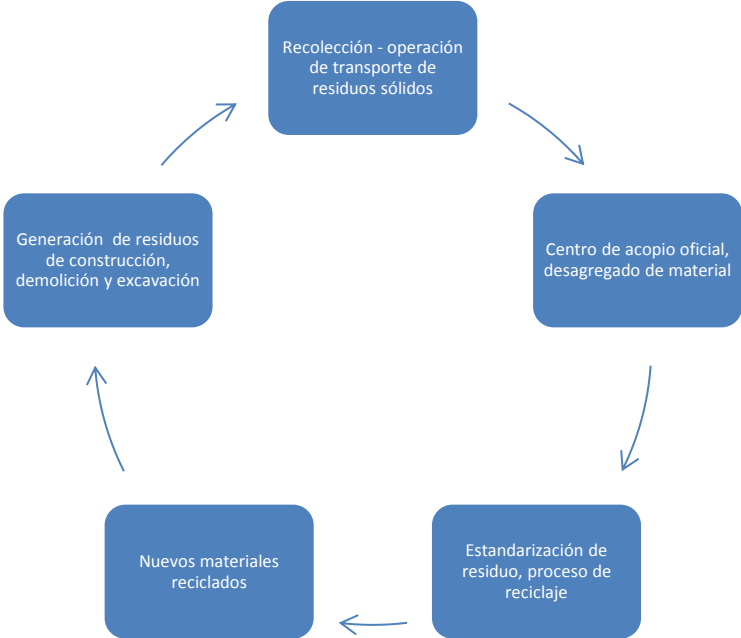 Recolección - operación
de transporte de
residuos sólidos
Centro de acopio oficial,
desagregado de material
Estandarización de
residuo, proceso de
reciclaje
Nuevos materiales
reciclados
Generación de residuos
de construcción,
demolición y excavación